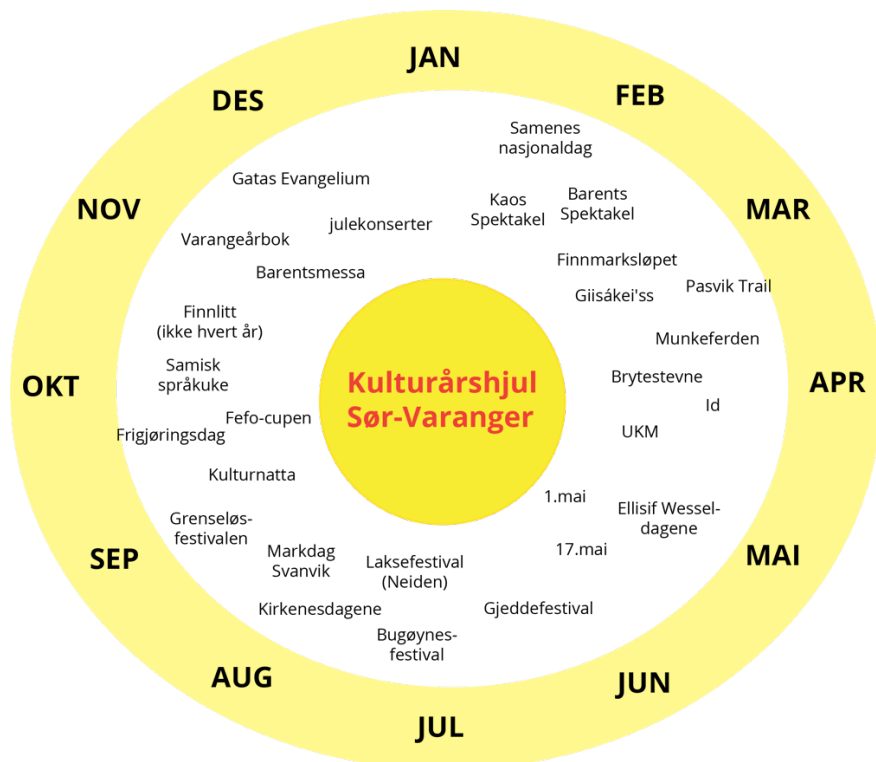 JAN
FEB
MAR
APR
MAI
JUN
JUL
AUG
SEP
OKT
NOV
DES
Samenes
nasjonaldag
Kaos
Spektakel
Barents
Spektakel
Finnmarksløpet
Giisákei'ss
Pasvik Trail
Munkeferden
Brytestevne
Id
UKM
1.mai
Ellisif Wessel-
dagene
17.mai
Gjeddefestival
Laksefestival
(Neiden)
Bugøynes-
festival
Markdag
Svanvik
Kirkenesdagene
Grenseløs-
festivalen
Kulturnatta
Frigjøringsdag
Fefo-cupen
Samisk
språkuke
Finnlitt
(ikke hvert år)
Barentsmessa
Varangeårbok
julekonserter
Gatas Evangelium
Kulturårshjul
Sør-Varanger